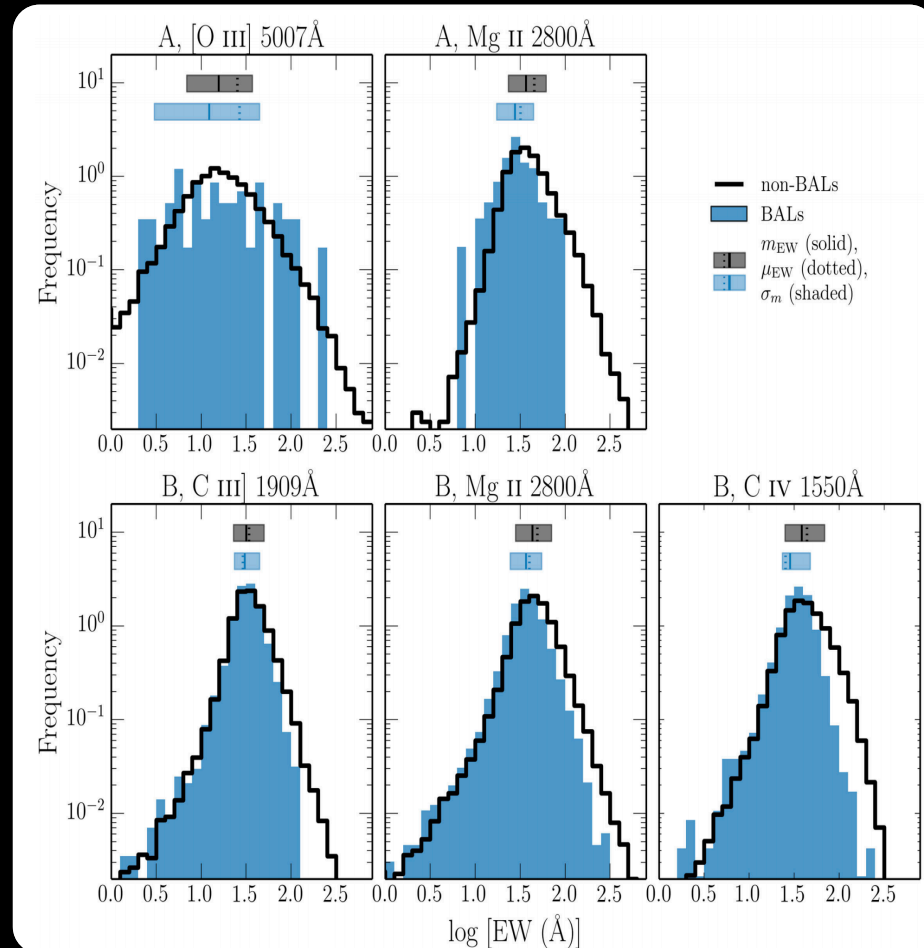 A, [O III] 5007Å
A, Mg II 2800Å
Frequency
10¹
10⁰
10⁻¹
10⁻²
0.0 0.5 1.0 1.5 2.0 2.5
0.0 0.5 1.0 1.5 2.0 2.5
non-BALs
BALs
m_EW (solid),
μ_EW (dotted),
σ_m (shaded)
B, C III] 1909Å
B, Mg II 2800Å
B, C IV 1550Å
Frequency
10¹
10⁰
10⁻¹
10⁻²
0.0 0.5 1.0 1.5 2.0 2.5
0.0 0.5 1.0 1.5 2.0 2.5
0.0 0.5 1.0 1.5 2.0 2.5
log [EW (Å)]